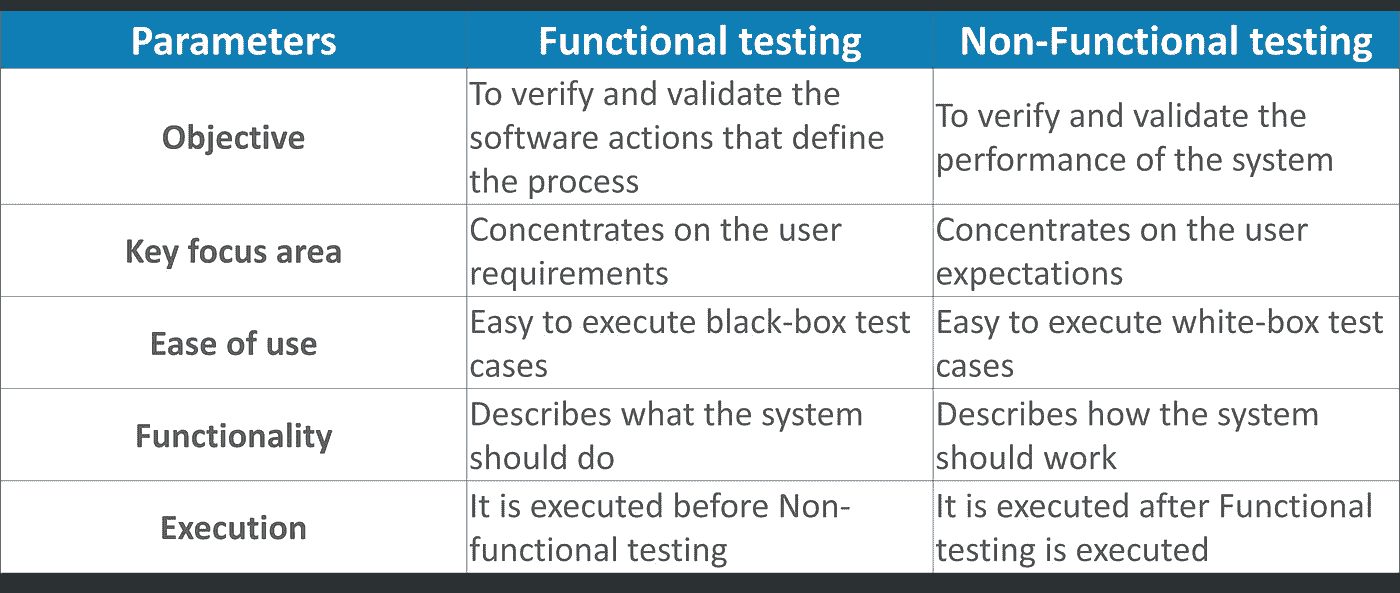 Parameters Functional testing Non-Functional testing
Objective
To verify and validate the
software actions that define
the process
To verify and validate the
performance of the system
Key focus area
Concentrates on the user
requirements
Concentrates on the user
expectations
Ease of use
Easy to execute black-box test
cases
Easy to execute white-box test
cases
Functionality
Describes what the system
should do
Describes how the system
should work
Execution
It is executed before Non-
functional testing
It is executed after Functional
testing is executed